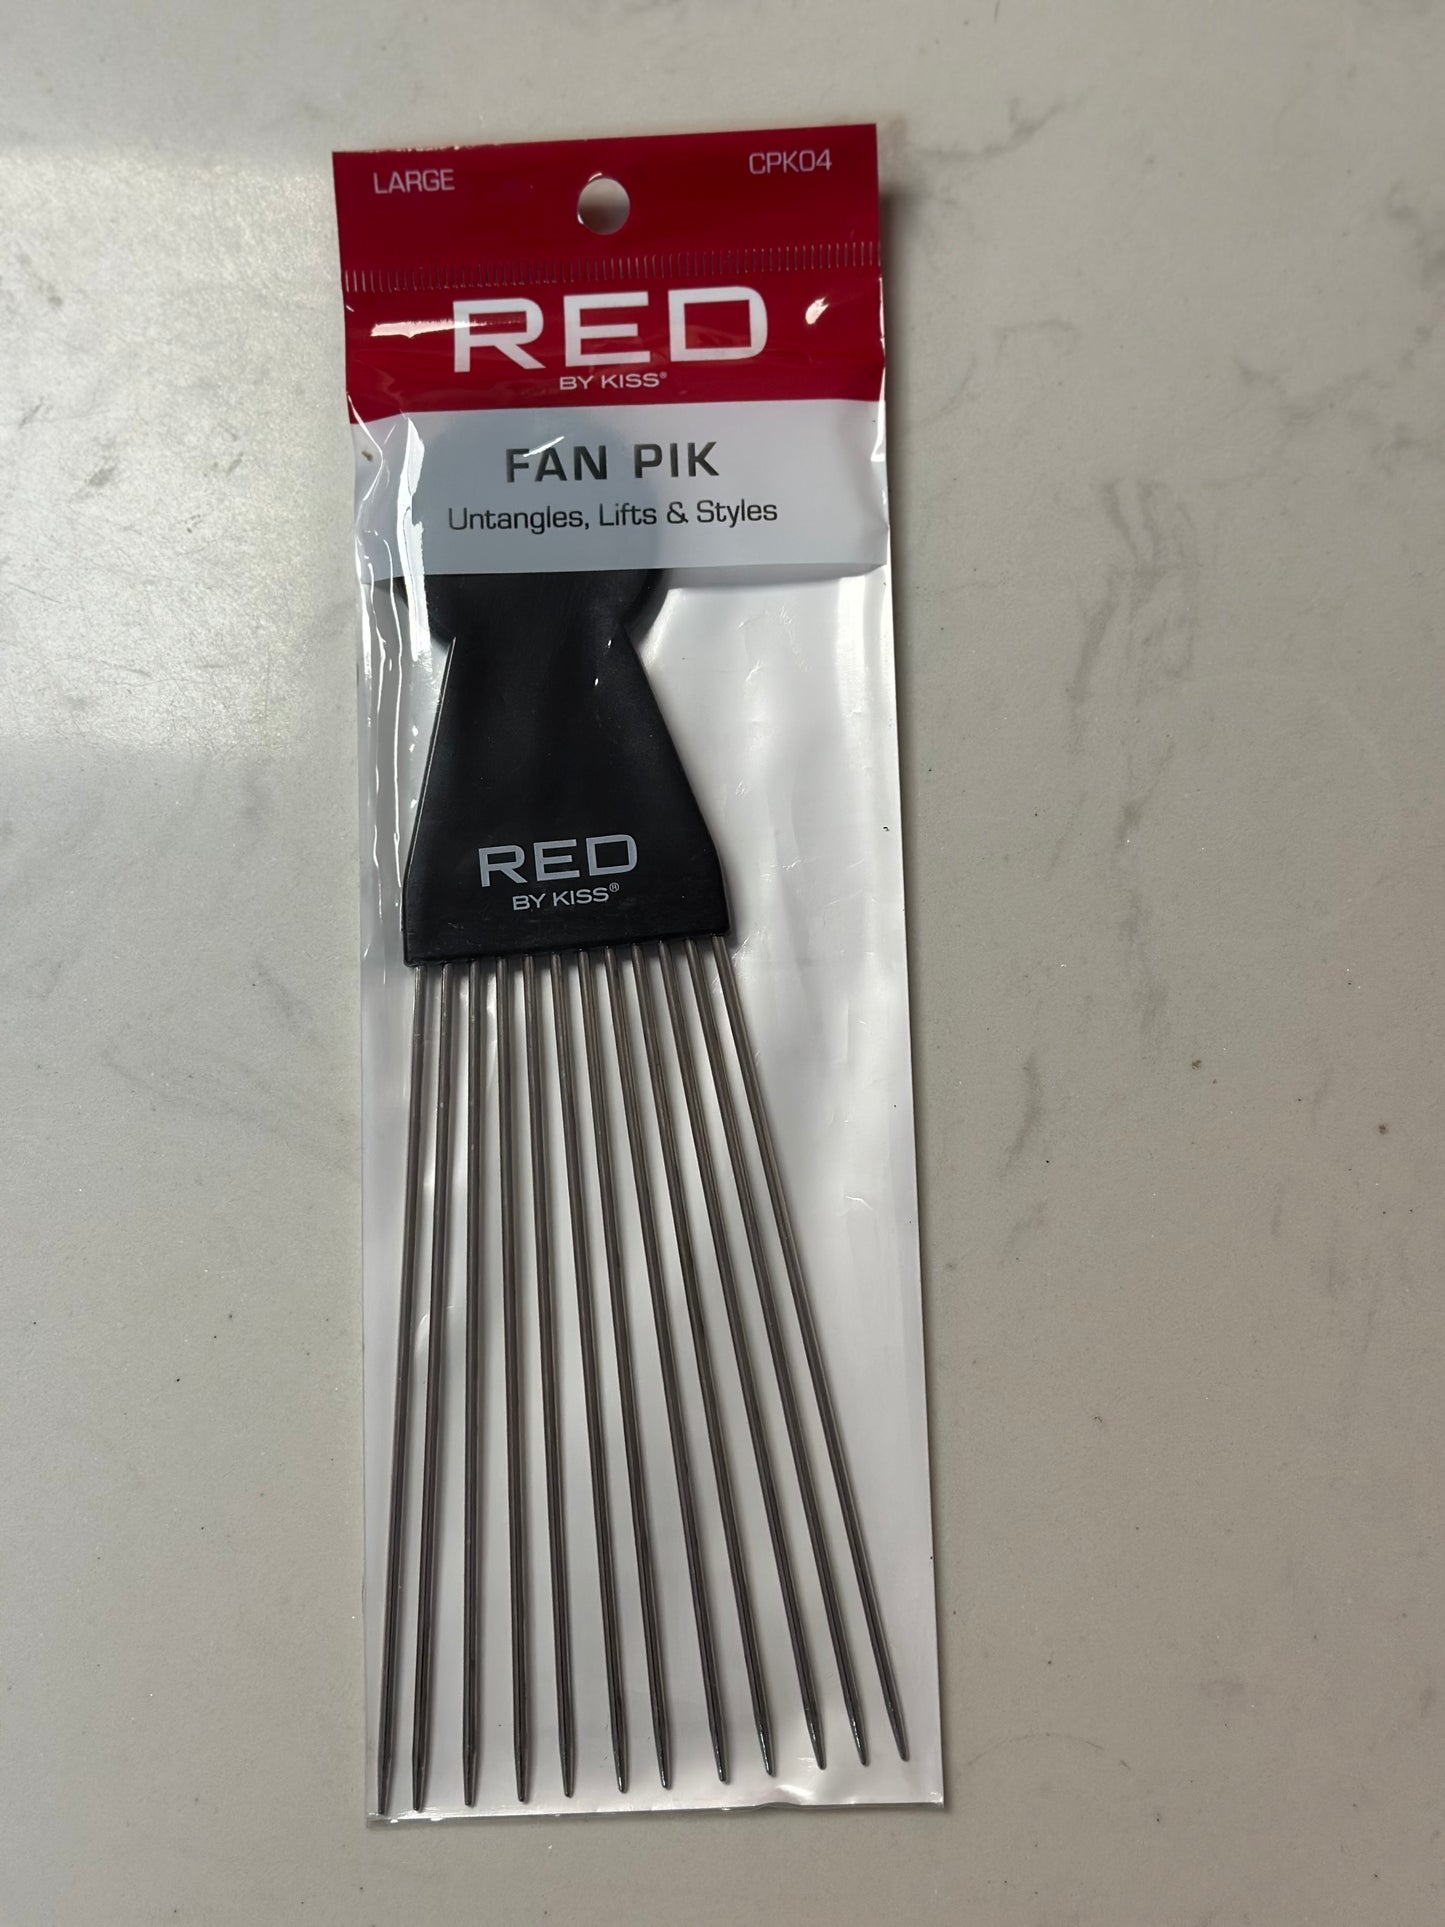 LARGE CPK04
RED
BY KISS®
FAN PIK
Untangles, Lifts & Styles
RED
BY KISS®